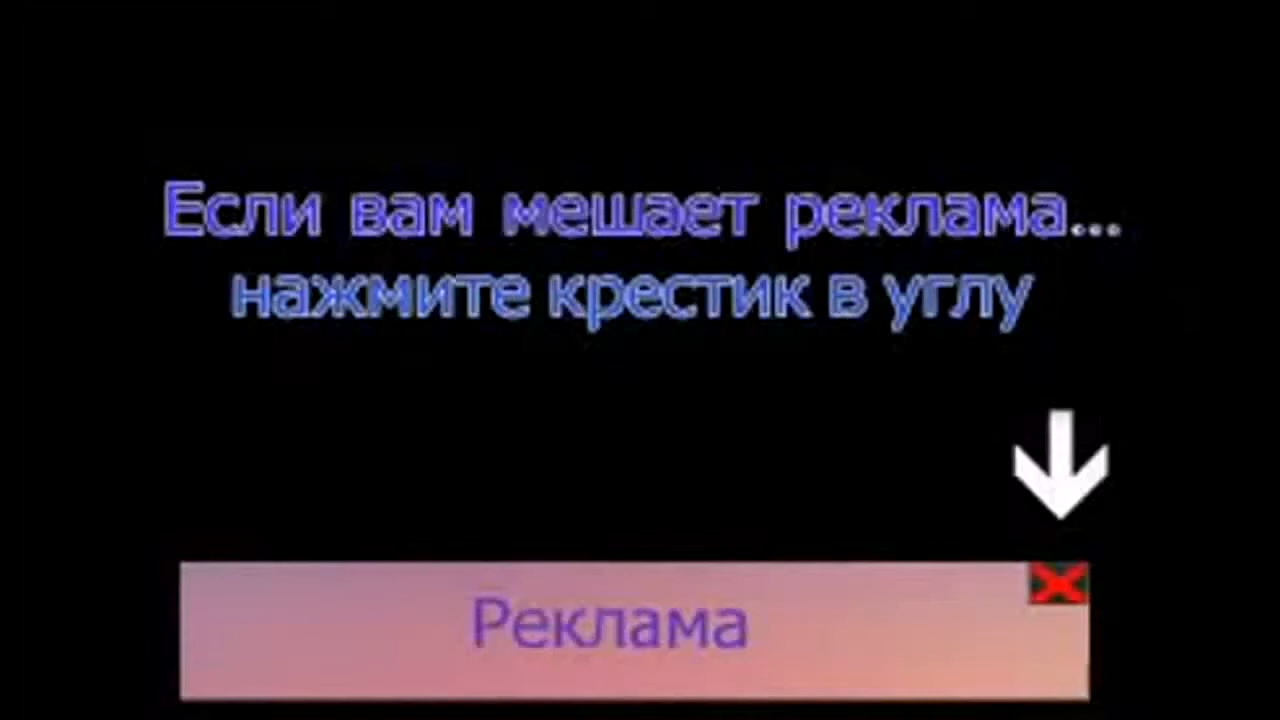 Если вам мешает реклама...
нажмите крестик в углу
Реклама